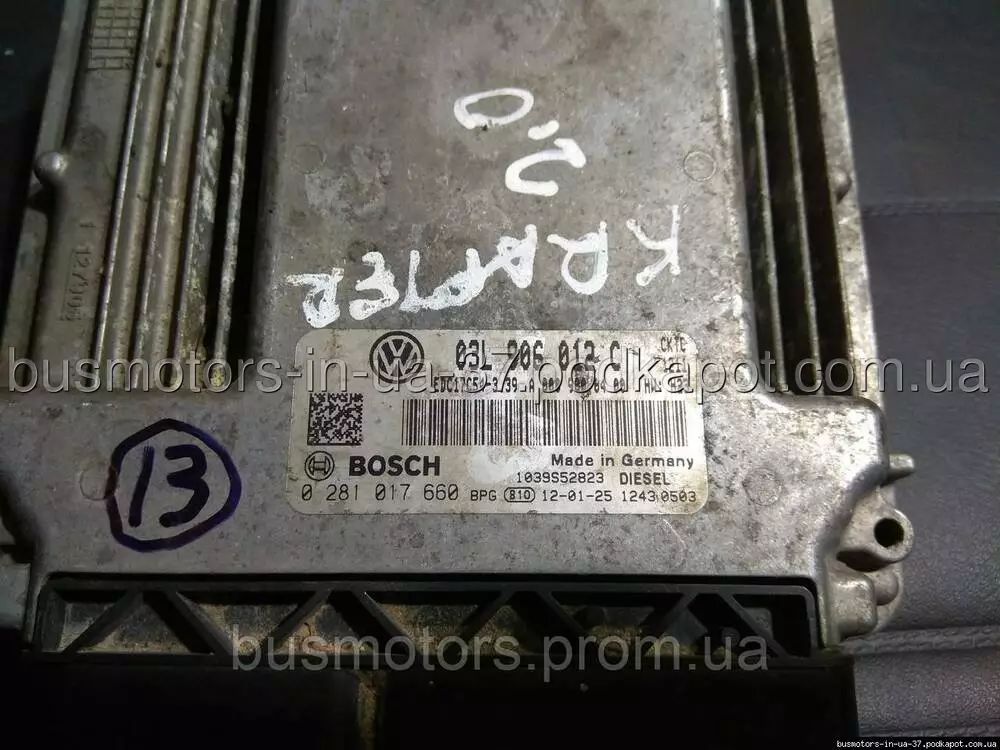 2.0
KRAFTER
03L 906 012 C
CKTC
BOSCH
Made in Germany
1039S52823 DIESEL
0 281 017 660 BPG 810 12-01-25 1243 0503
13
busmotors-in-ua-37.podkapot.com.ua
busmotors.prom.ua
busmotors-in-ua-37.podkapot.com.ua